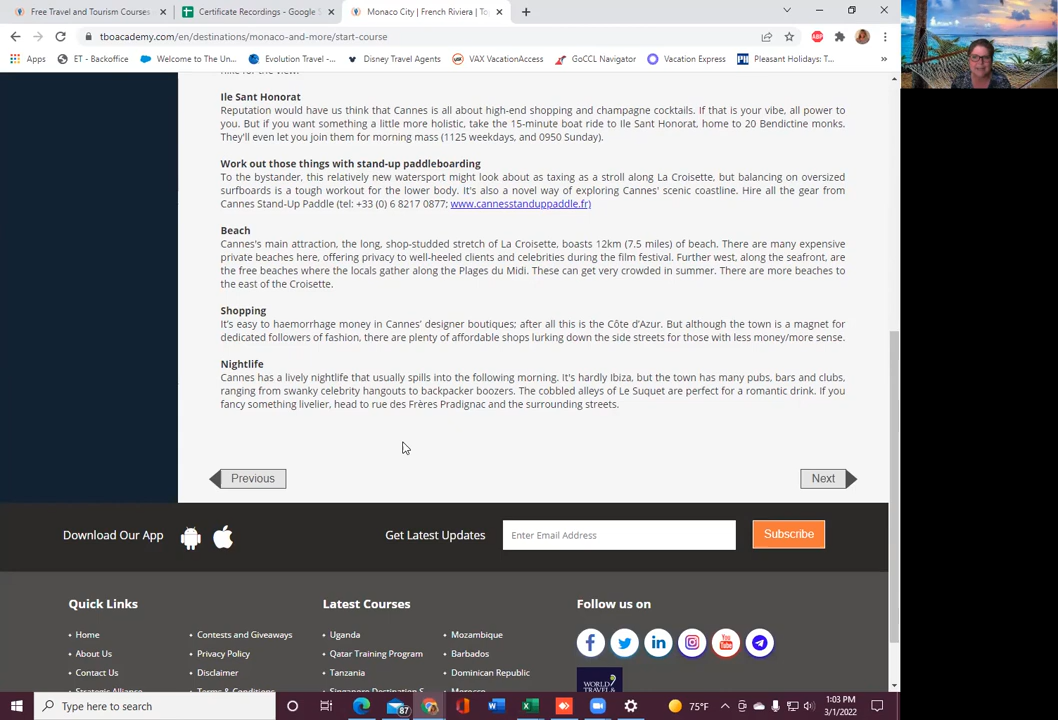 Free Travel and Tourism Courses
Certificate Recordings - Google S
Monaco City | French Riviera | To
tboacademy.com/en/destinations/monaco-and-more/start-course
Apps
ET - Backoffice
Welcome to The Un...
Evolution Travel -...
Disney Travel Agents
VAX VacationAccess
GoCCL Navigator
Vacation Express
Pleasant Holidays: T...
Ile Sant Honorat
Reputation would have us think that Cannes is all about high-end shopping and champagne cocktails. If that is your vibe, all power to
you. But if you want something a little more holistic, take the 15-minute boat ride to Ile Sant Honorat, home to 20 Bendictine monks.
They'll even let you join them for morning mass (1125 weekdays, and 0950 Sunday).
Work out those things with stand-up paddleboarding
To the bystander, this relatively new watersport might look about as taxing as a stroll along La Croisette, but balancing on oversized
surfboards is a tough workout for the lower body. It's also a novel way of exploring Cannes' scenic coastline. Hire all the gear from
Cannes Stand-Up Paddle (tel: +33 (0) 6 8217 0877; www.cannesstanduppaddle.fr)
Beach
Cannes's main attraction, the long, shop-studded stretch of La Croisette, boasts 12km (7.5 miles) of beach. There are many expensive
private beaches here, offering privacy to well-heeled clients and celebrities during the film festival. Further west, along the seafront, are
the free beaches where the locals gather along the Plages du Midi. These can get very crowded in summer. There are more beaches to
the east of the Croisette.
Shopping
It's easy to haemorrhage money in Cannes' designer boutiques; after all this is the Côte d'Azur. But although the town is a magnet for
dedicated followers of fashion, there are plenty of affordable shops lurking down the side streets for those with less money/more sense.
Nightlife
Cannes has a lively nightlife that usually spills into the following morning. It's hardly Ibiza, but the town has many pubs, bars and clubs,
ranging from swanky celebrity hangouts to backpacker boozers. The cobbled alleys of Le Suquet are perfect for a romantic drink. If you
fancy something livelier, head to rue des Frères Pradignac and the surrounding streets.
Previous
Next
Download Our App
Get Latest Updates
Enter Email Address
Subscribe
Quick Links
Latest Courses
Follow us on
Home
Contests and Giveaways
Uganda
Mozambique
About Us
Privacy Policy
Qatar Training Program
Barbados
Contact Us
Disclaimer
Tanzania
Dominican Republic
WORLD
TRAVEL &
Type here to search
87
75°F
1:03 PM
3/1/2022